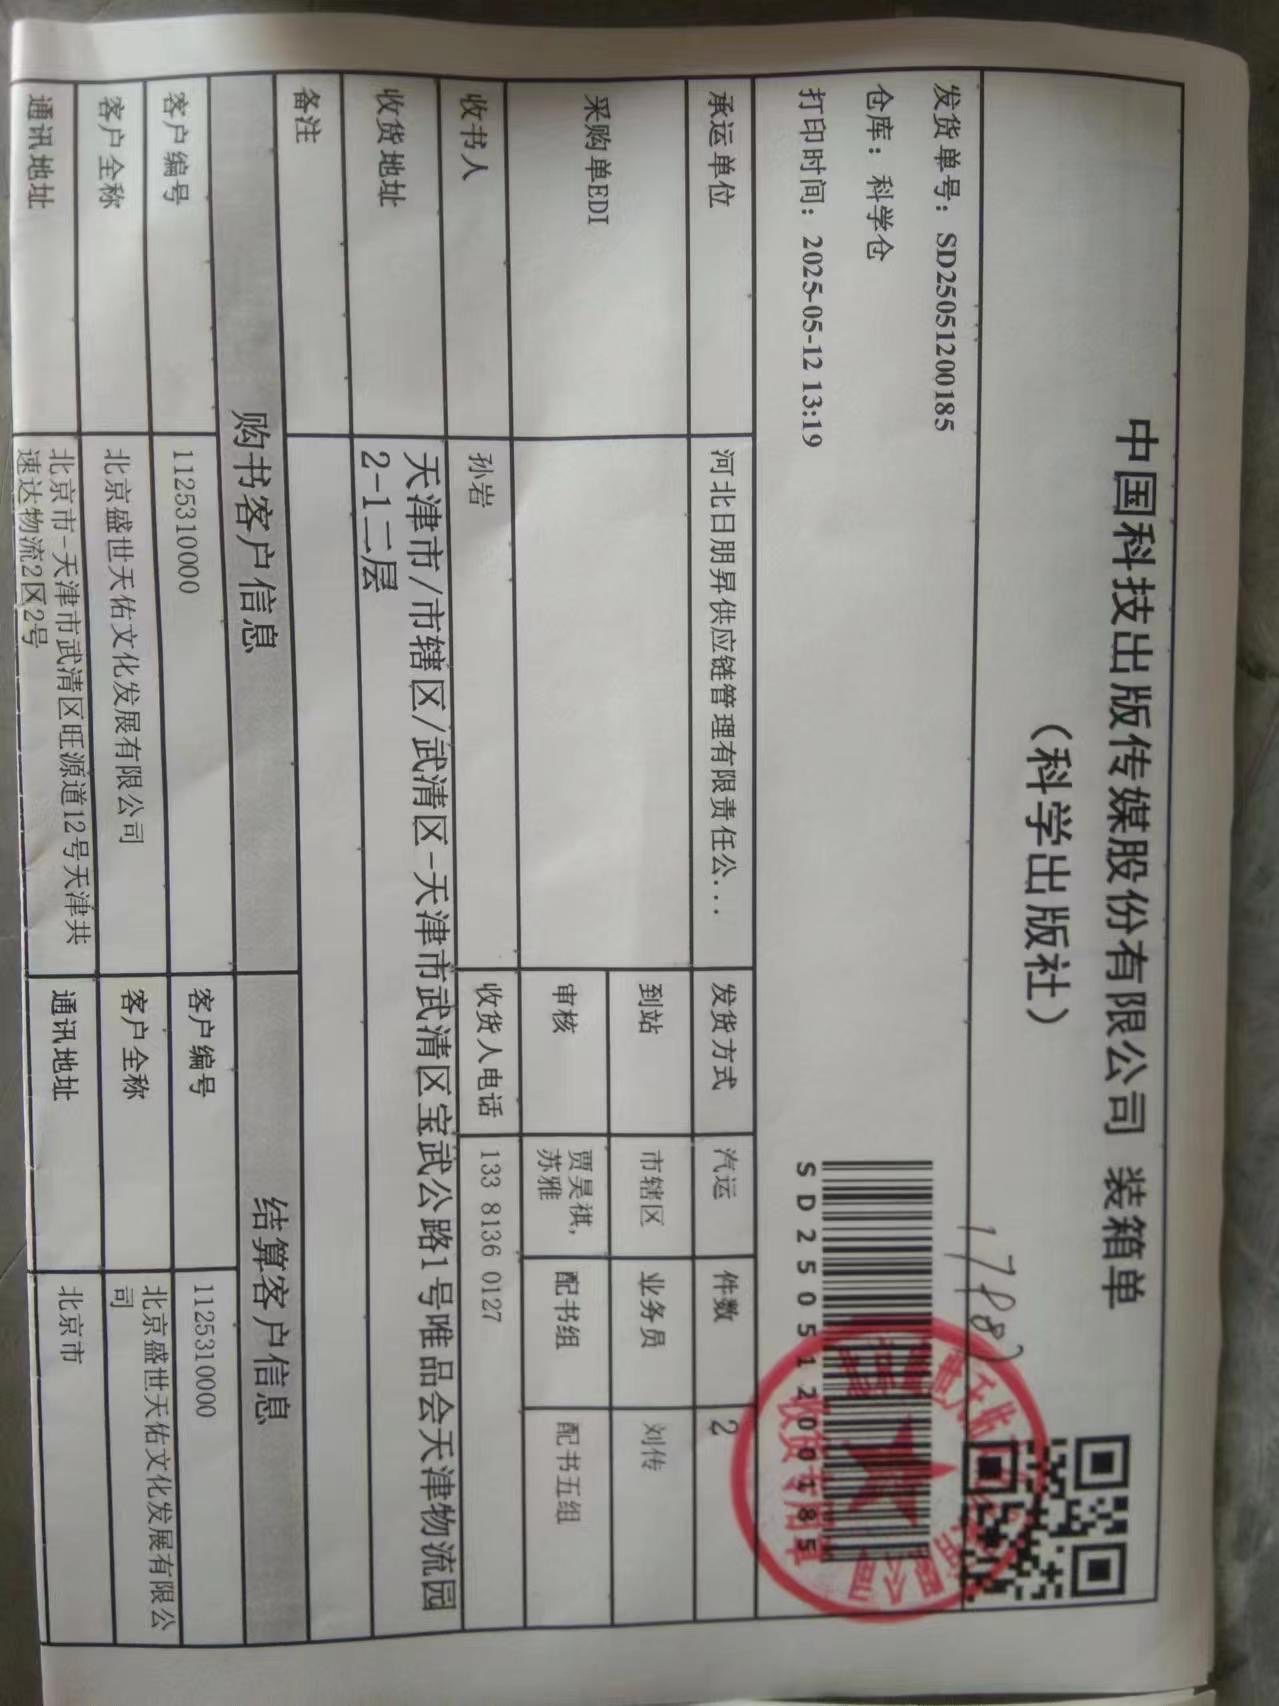 中国科技出版传媒股份有限公司 装箱单
（科学出版社）
发货单号：SD25051200185
仓库：科学仓
打印时间：2025-05-12 13:19
SD25051200185
收货专用章
承运单位 河北日朋昇供应链管理有限责任公... 发货方式 汽运 件数 2
采购单EDI 到站 市辖区 业务员 刘传
审核 贾昊祺,苏雅 配书组 配书五组
收书人 孙岩 收货人电话 133 8136 0127
收货地址 天津市/市辖区/武清区-天津市武清区宝武公路1号唯品会天津物流园
2-1二层
备注
购书客户信息 结算客户信息
客户编号 1125310000 客户编号 1125310000
客户全称 北京盛世天佑文化发展有限公司 客户全称 北京盛世天佑文化发展有限公司
通讯地址 北京市-天津市武清区旺源道12号天津共 通讯地址 北京市
速达物流2区2号